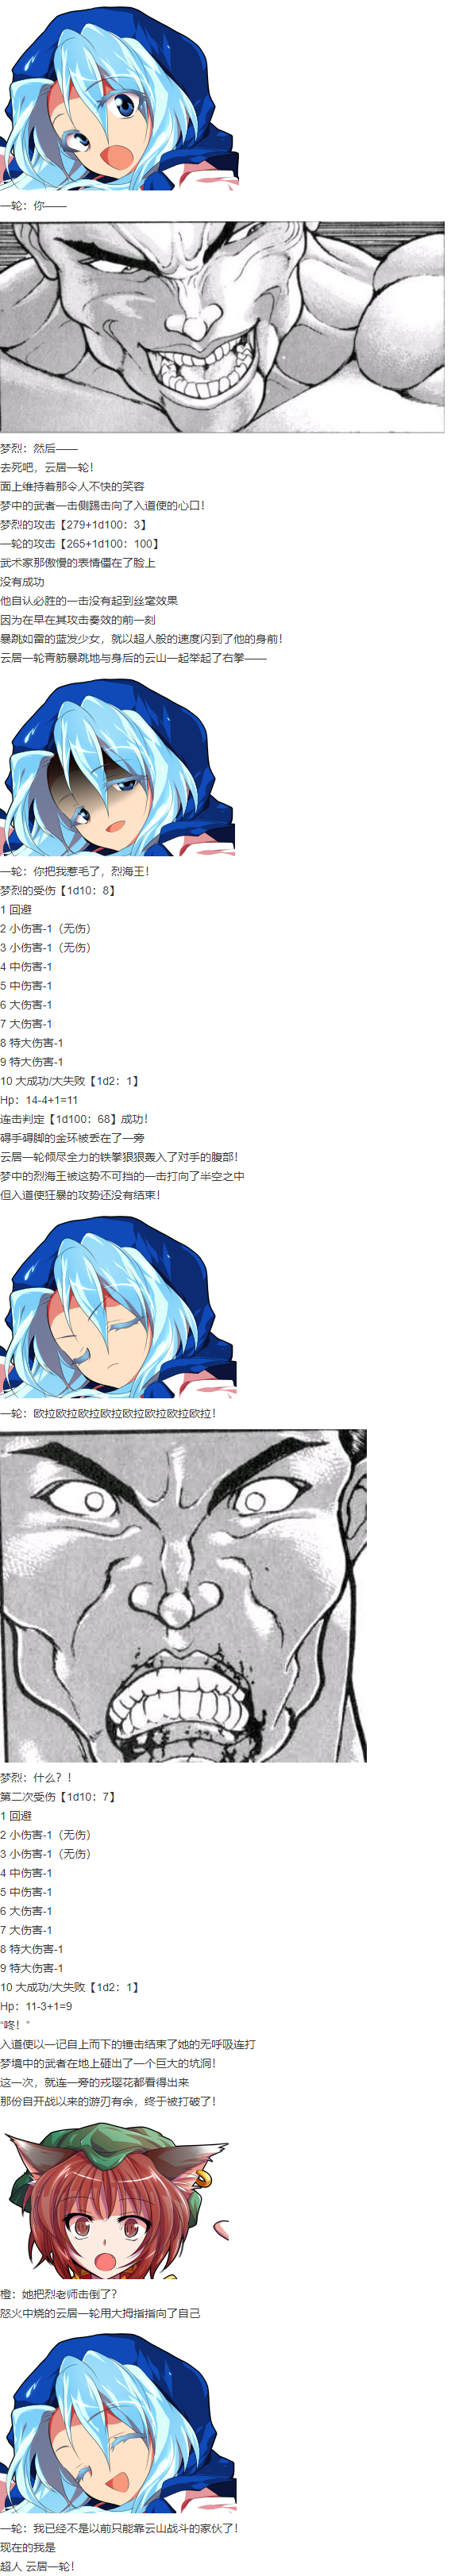 一轮：你——
梦烈：然后——
去死吧，云居一轮！
面上维持着那令人不快的笑容
梦中的武者一击侧踢击向了入道使的心口！
梦烈的攻击【279+1d100：3】
一轮的攻击【265+1d100：100】
武术家那傲慢的表情僵在了脸上
没有成功
他自认必胜的一击没有起到丝毫效果
因为在早在其攻击奏效的前一刻
暴跳如雷的蓝发少女，就以超人般的速度闪到了他的身前！
云居一轮青筋暴跳地与身后的云山一起举起了右拳——
一轮：你把我惹毛了，烈海王！
梦烈的受伤【1d10：8】
1 回避
2 小伤害-1（无伤）
3 小伤害-1（无伤）
4 中伤害-1
5 中伤害-1
6 大伤害-1
7 大伤害-1
8 特大伤害-1
9 特大伤害-1
10 大成功/大失败【1d2：1】
Hp：14-4+1=11
连击判定【1d100：68】成功！
碍手碍脚的金环被丢在了一旁
云居一轮倾尽全力的铁拳狠狠轰入了对手的腹部！
梦中的烈海王被这势不可挡的一击打向了半空之中
但入道使狂暴的攻势还没有结束！
一轮：欧拉欧拉欧拉欧拉欧拉欧拉欧拉欧拉！
梦烈：什么？！
第二次受伤【1d10：7】
1 回避
2 小伤害-1（无伤）
3 小伤害-1（无伤）
4 中伤害-1
5 中伤害-1
6 大伤害-1
7 大伤害-1
8 特大伤害-1
9 特大伤害-1
10 大成功/大失败【1d2：1】
Hp：11-3+1=9
“咚！”
入道使以一记自上而下的锤击结束了她的无呼吸连打
梦境中的武者在地上砸出了一个巨大的坑洞！
这一次，就连一旁的戎璎花都看得出来
那份自开战以来的游刃有余，终于被打破了！
橙：她把烈老师击倒了？
怒火中烧的云居一轮用大拇指指向了自己
一轮：我已经不是以前只能靠云山战斗的家伙了！
现在的我是
超人 云居一轮！